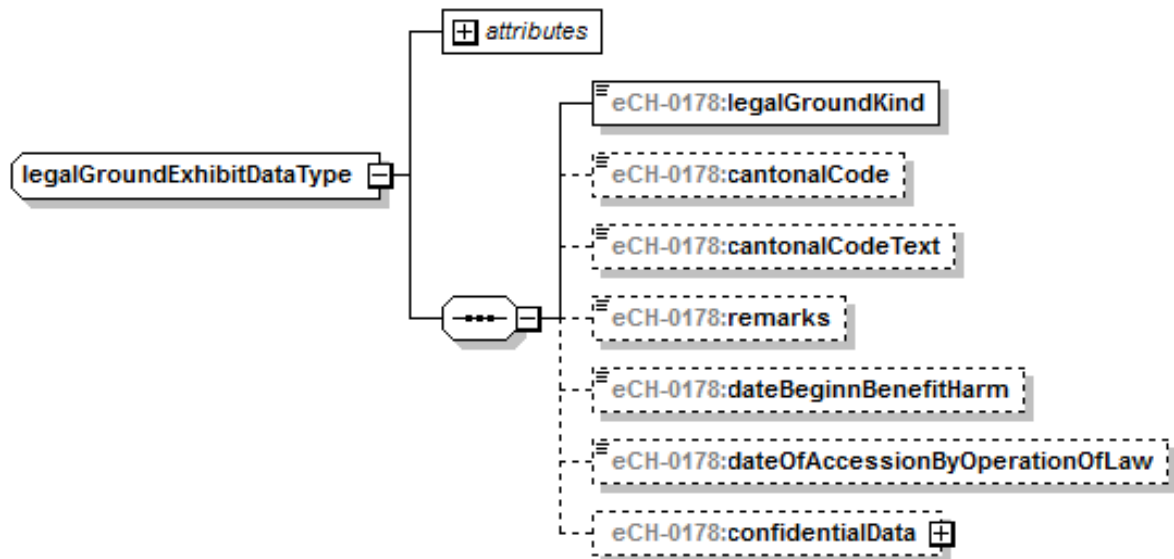 attributes
eCH-0178:legalGroundKind
legalGroundExhibitDataType
eCH-0178:cantonalCode
eCH-0178:cantonalCodeText
eCH-0178:remarks
eCH-0178:dateBeginnBenefitHarm
eCH-0178:dateOfAccessionByOperationOfLaw
eCH-0178:confidentialData